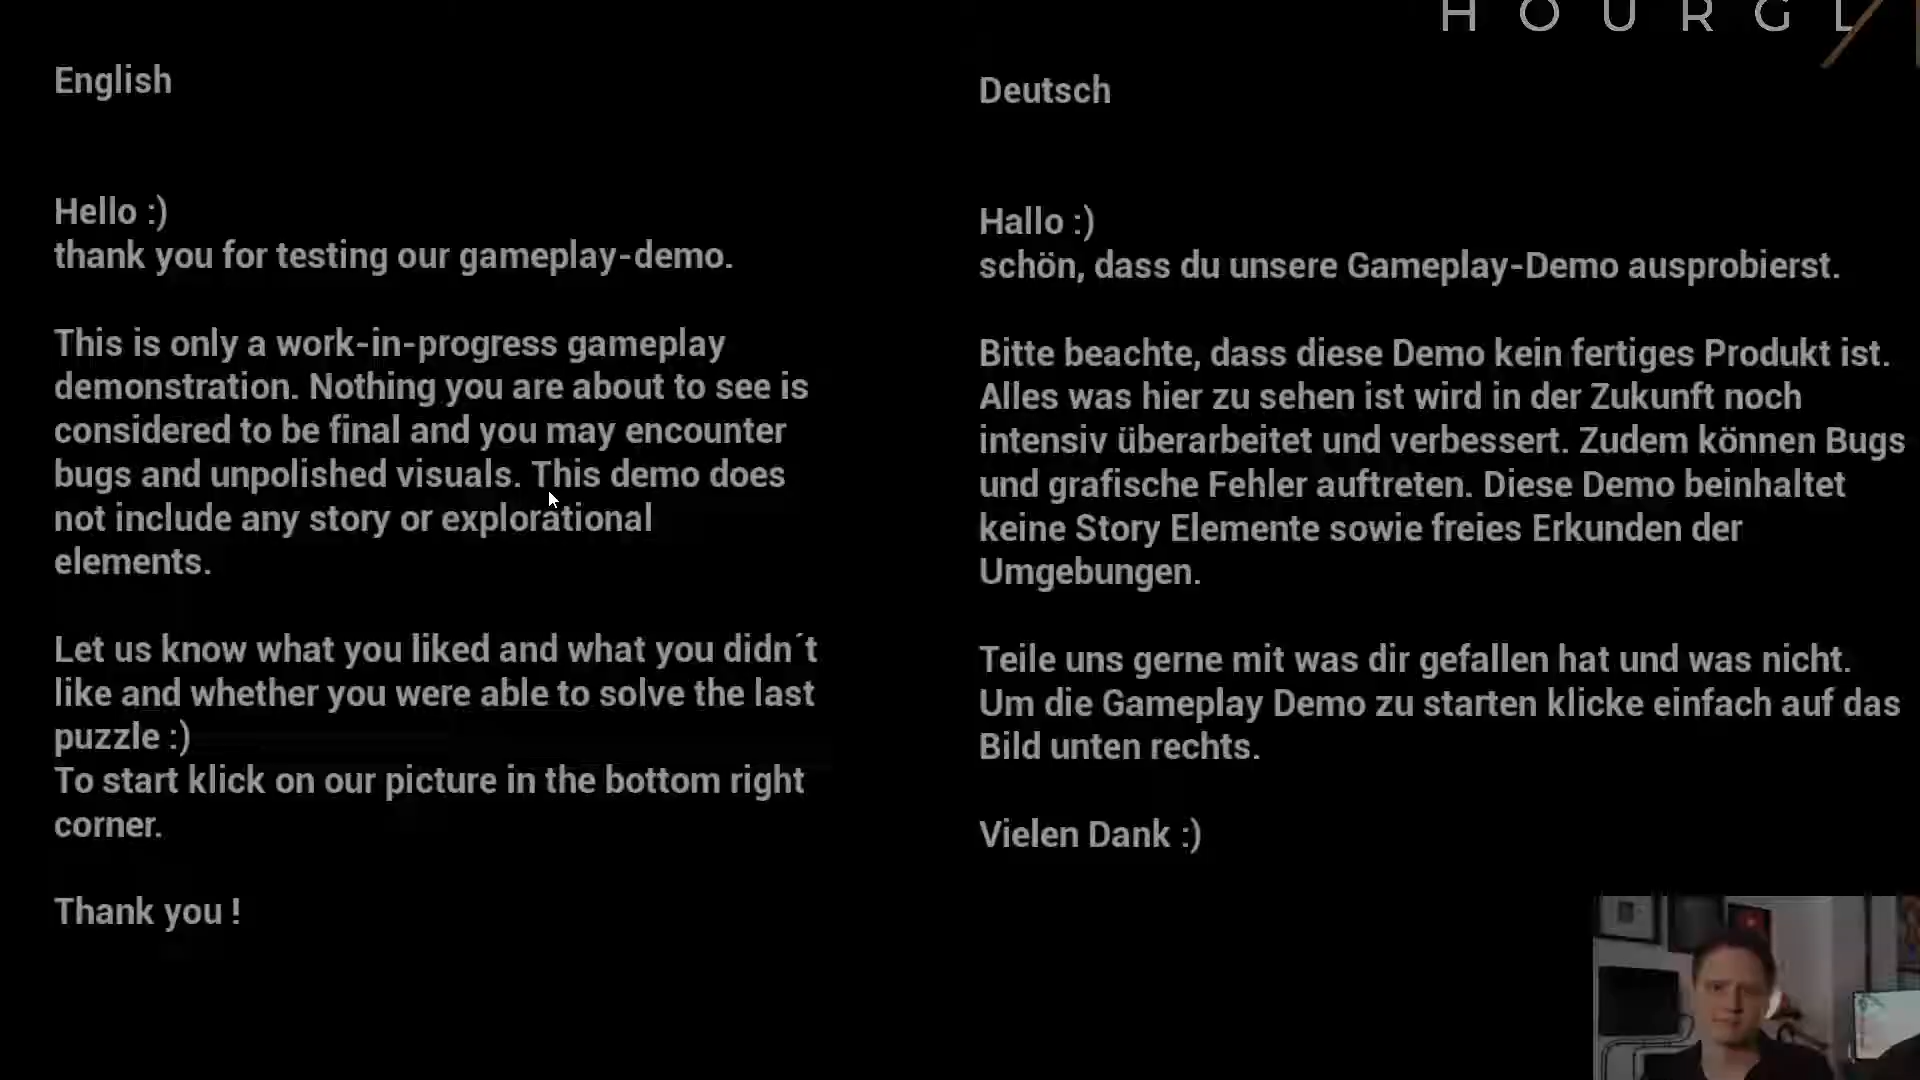 H O U R G L
English
Hello :)
thank you for testing our gameplay-demo.
This is only a work-in-progress gameplay
demonstration. Nothing you are about to see is
considered to be final and you may encounter
bugs and unpolished visuals. This demo does
not include any story or explorational
elements.
Let us know what you liked and what you didn´t
like and whether you were able to solve the last
puzzle :)
To start klick on our picture in the bottom right
corner.
Thank you !
Deutsch
Hallo :)
schön, dass du unsere Gameplay-Demo ausprobierst.
Bitte beachte, dass diese Demo kein fertiges Produkt ist.
Alles was hier zu sehen ist wird in der Zukunft noch
intensiv überarbeitet und verbessert. Zudem können Bugs
und grafische Fehler auftreten. Diese Demo beinhaltet
keine Story Elemente sowie freies Erkunden der
Umgebungen.
Teile uns gerne mit was dir gefallen hat und was nicht.
Um die Gameplay Demo zu starten klicke einfach auf das
Bild unten rechts.
Vielen Dank :)